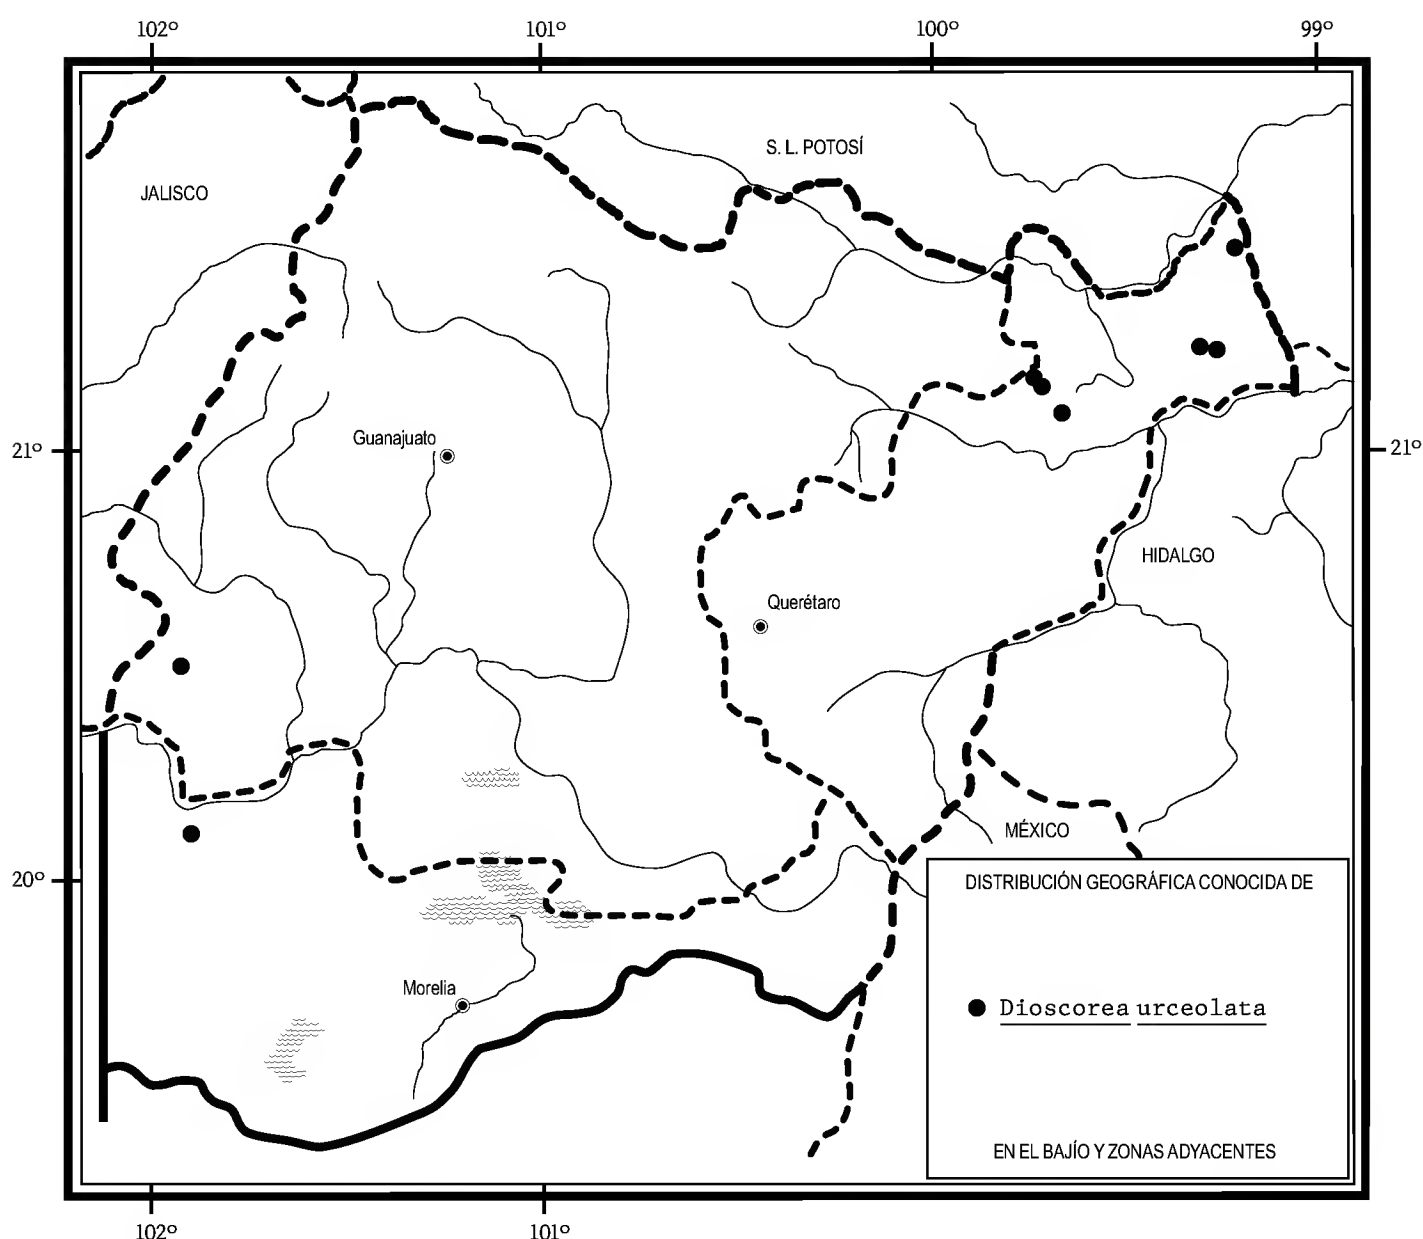 102º 101º 100º 99º
S. L. POTOSÍ
JALISCO
Guanajuato
21º 21º
HIDALGO
Querétaro
MÉXICO
20º
DISTRIBUCIÓN GEOGRÁFICA CONOCIDA DE
Morelia
Dioscorea urceolata
EN EL BAJÍO Y ZONAS ADYACENTES
102º 101º